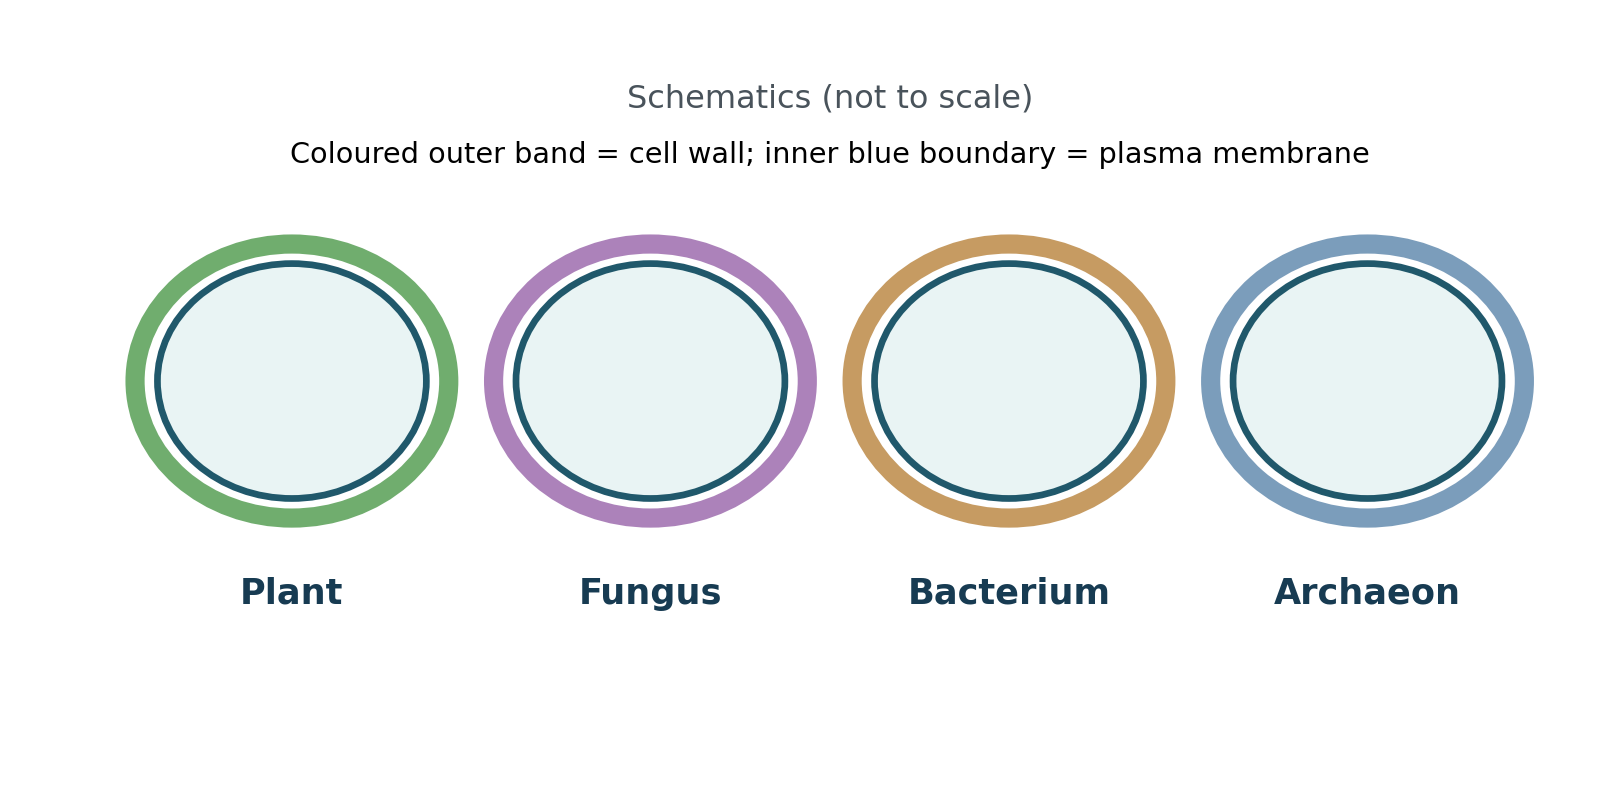 Schematics (not to scale)
Coloured outer band = cell wall; inner blue boundary = plasma membrane
Plant
Fungus
Bacterium
Archaeon